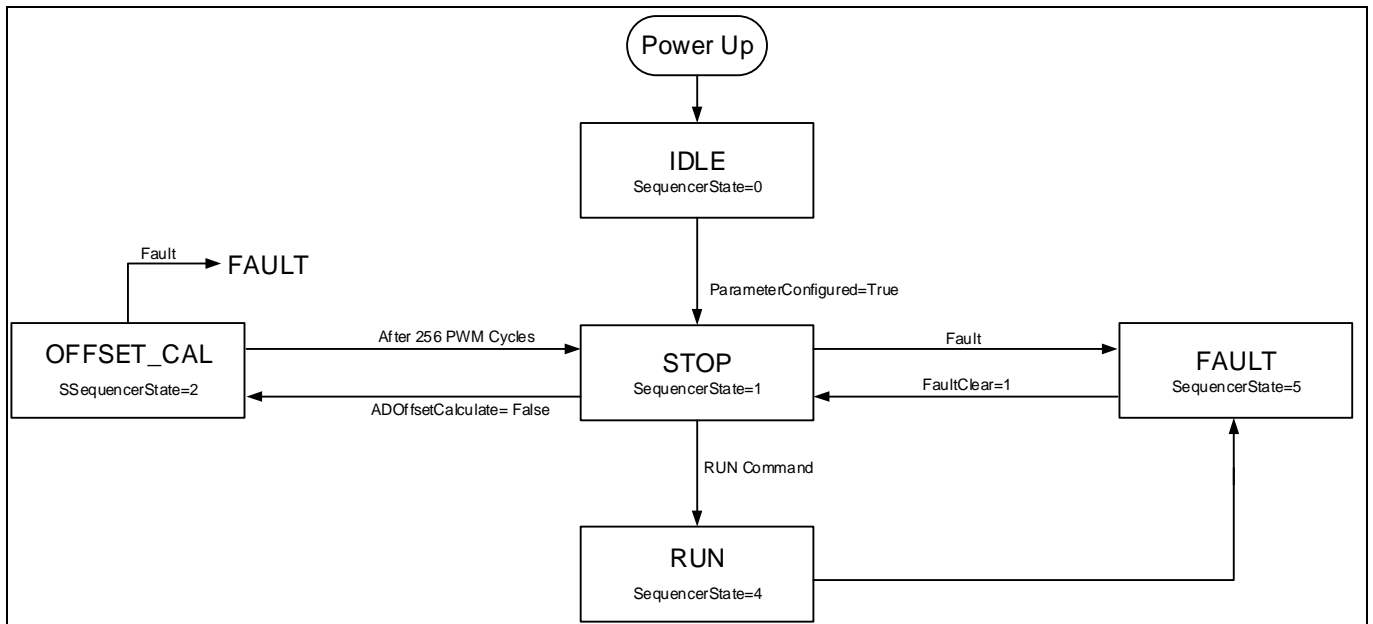 Power Up
IDLE
SequencerState=0
Fault
FAULT
ParameterConfigured=True
OFFSET_CAL
SSequencerState=2
After 256 PWM Cycles
ADOffsetCalculate= False
STOP
SequencerState=1
Fault
FaultClear=1
FAULT
SequencerState=5
RUN Command
RUN
SequencerState=4